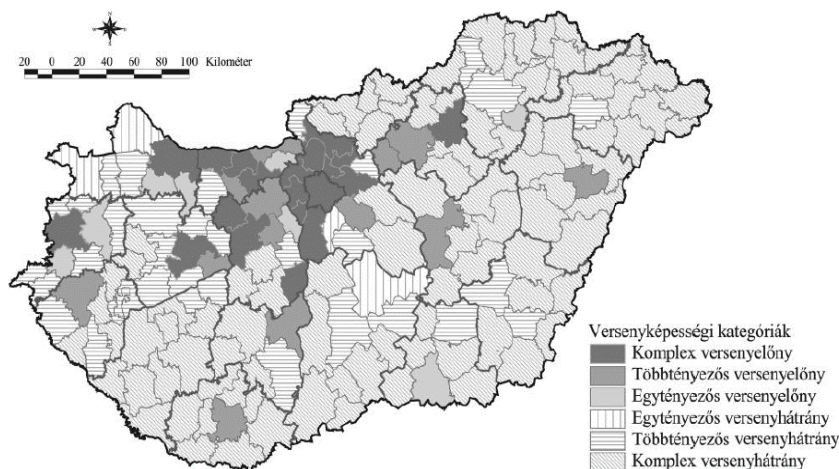 20 0 20 40 60 80 100 Kilométer
Versenyképességi kategóriák
Komplex versenyelőny
Többtényezős versenyelőny
Egytényezős versenyelőny
Egytényezős versenyhátrány
Többtényezős versenyhátrány
Komplex versenyhátrány